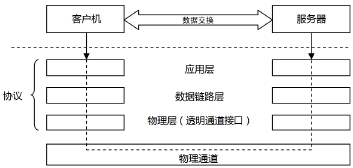 客户机
数据交换
服务器
应用层
数据链路层
协议
物理层（透明通道接口）
物理通道